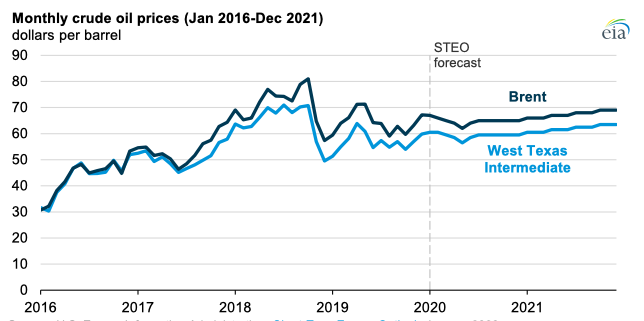 Monthly crude oil prices (Jan 2016-Dec 2021)
dollars per barrel
eia
90
80
70
60
50
40
30
20
10
0
STEO
forecast
Brent
West Texas
Intermediate
2016
2017
2018
2019
2020
2021